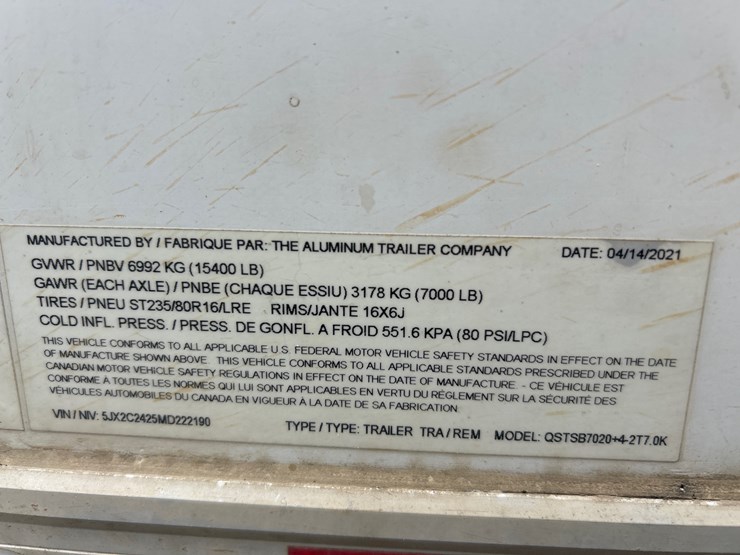 MANUFACTURED BY / FABRIQUE PAR: THE ALUMINUM TRAILER COMPANY DATE: 04/14/2021
GVWR / PNBV 6992 KG (15400 LB)
GAWR (EACH AXLE) / PNBE (CHAQUE ESSIU) 3178 KG (7000 LB)
TIRES / PNEU ST235/80R16/LRE RIMS/JANTE 16X6J
COLD INFL. PRESS. / PRESS. DE GONFL. A FROID 551.6 KPA (80 PSI/LPC)
THIS VEHICLE CONFORMS TO ALL APPLICABLE U.S. FEDERAL MOTOR VEHICLE SAFETY STANDARDS IN EFFECT ON THE DATE
OF MANUFACTURE SHOWN ABOVE THIS VEHICLE CONFORMS TO ALL APPLICABLE STANDARDS PRESCRIBED UNDER THE
CANADIAN MOTOR VEHICLE SAFETY REGULATIONS IN EFFECT ON THE DATE OF MANUFACTURE - CE VÉHICULE EST
CONFORME À TOUTES LES NORMES QUI LUI SONT APPLICABLES EN VERTU DU RÈGLEMENT SUR LA SÉCURITÉ DES
VÉHICULES AUTOMOBILES DU CANADA EN VIGUEUR À LA DATE DE SA FABRICATION
VIN / NIV: 5JX2C2425MD222190 TYPE / TYPE: TRAILER TRA / REM MODEL: QSTSB7020+4-2T7.0K